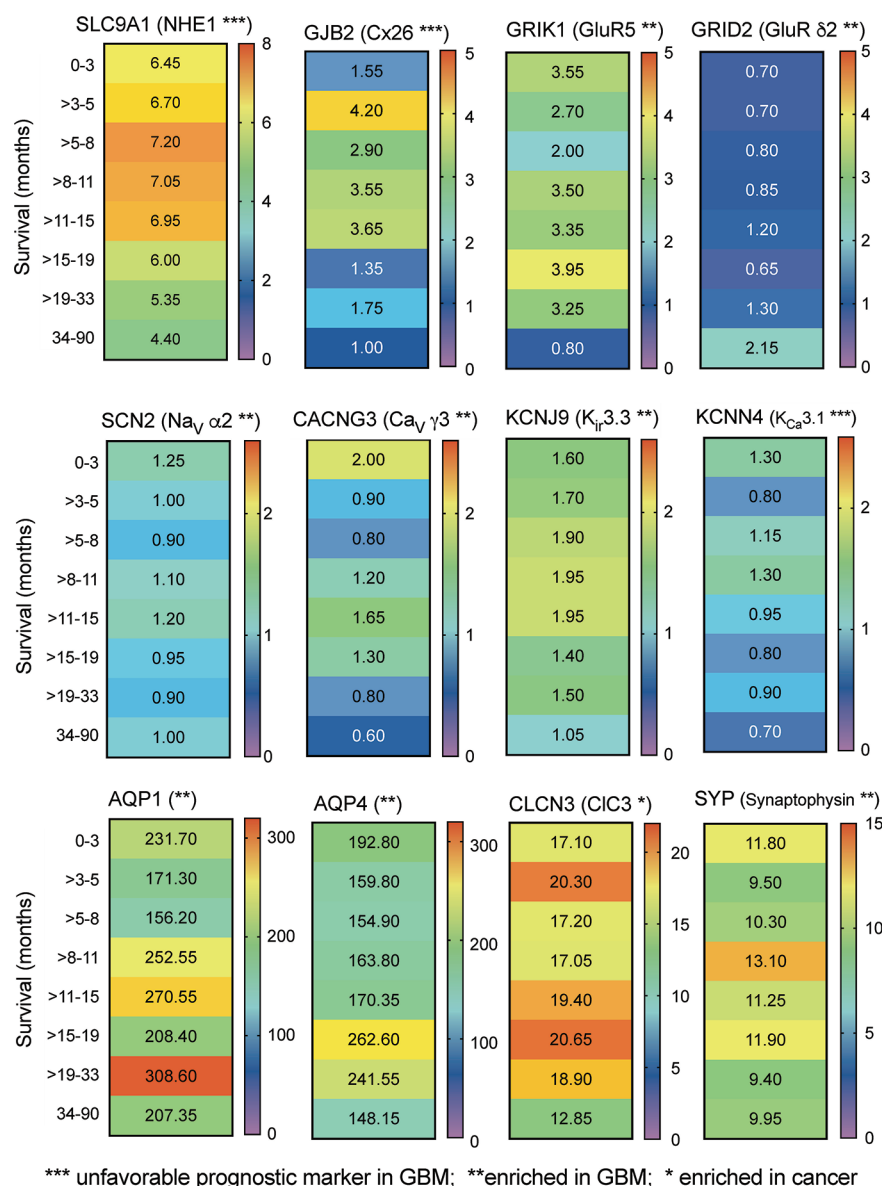 SLC9A1 (NHE1 ***) GJB2 (Cx26 ***) GRIK1 (GluR5 **) GRID2 (GluR δ2 **)
Survival (months)
0-3 6.45 1.55 3.55 0.70
>3-5 6.70 4.20 2.70 0.70
>5-8 7.20 2.90 2.00 0.80
>8-11 7.05 3.55 3.50 0.85
>11-15 6.95 3.65 3.35 1.20
>15-19 6.00 1.35 3.95 0.65
>19-33 5.35 1.75 3.25 1.30
34-90 4.40 1.00 0.80 2.15
8 6 4 2 0
5 4 3 2 1 0
5 4 3 2 1 0
5 4 3 2 1 0
SCN2 (NaV α2 **) CACNG3 (CaV γ3 **) KCNJ9 (Kir3.3 **) KCNN4 (KCa3.1 ***)
Survival (months)
0-3 1.25 2.00 1.60 1.30
>3-5 1.00 0.90 1.70 0.80
>5-8 0.90 0.80 1.90 1.15
>8-11 1.10 1.20 1.95 1.30
>11-15 1.20 1.65 1.95 0.95
>15-19 0.95 1.30 1.40 0.80
>19-33 0.90 0.80 1.50 0.90
34-90 1.00 0.60 1.05 0.70
2 1 0
2 1 0
2 1 0
2 1 0
AQP1 (**) AQP4 (**) CLCN3 (ClC3 *) SYP (Synaptophysin **)
Survival (months)
0-3 231.70 192.80 17.10 11.80
>3-5 171.30 159.80 20.30 9.50
>5-8 156.20 154.90 17.20 10.30
>8-11 252.55 163.80 17.05 13.10
>11-15 270.55 170.35 19.40 11.25
>15-19 208.40 262.60 20.65 11.90
>19-33 308.60 241.55 18.90 9.40
34-90 207.35 148.15 12.85 9.95
300 200 100 0
300 200 100 0
20 15 10 5 0
15 10 5 0
*** unfavorable prognostic marker in GBM; **enriched in GBM; * enriched in cancer